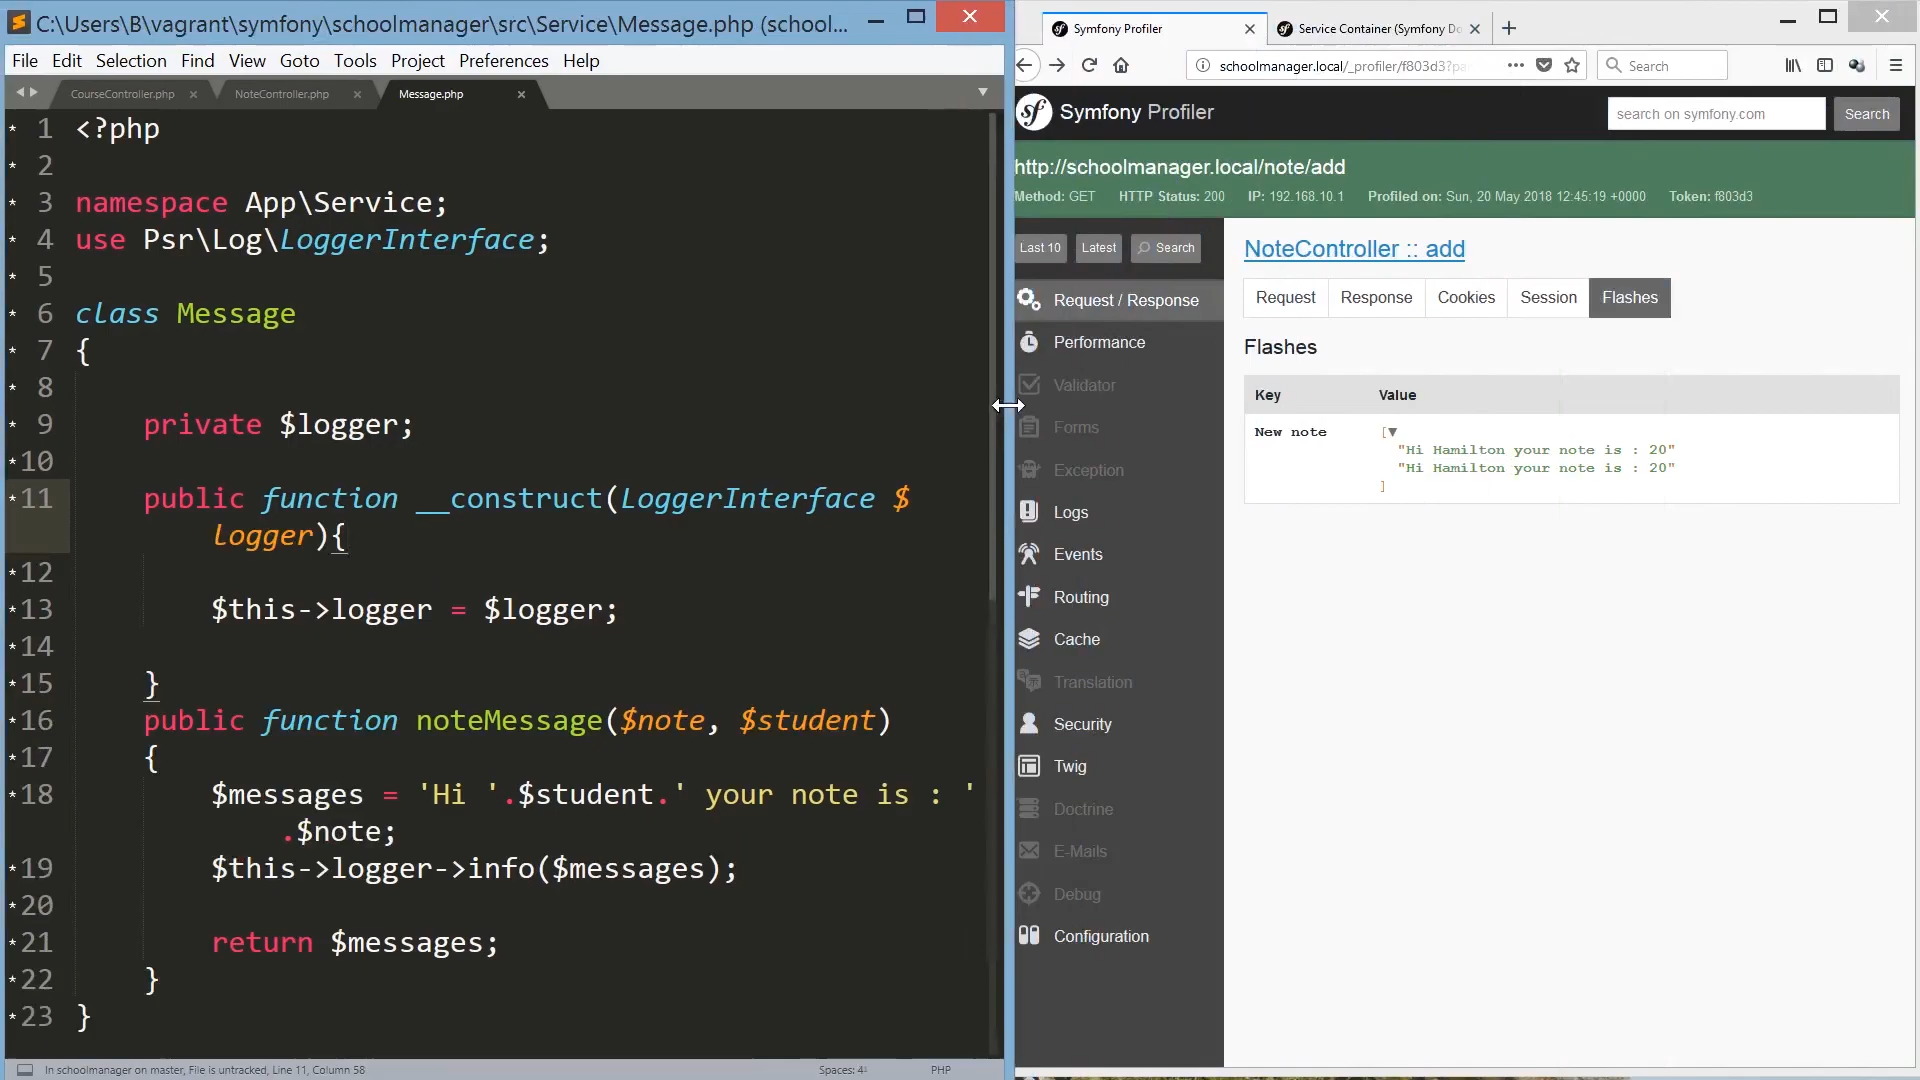 C:\Users\B\vagrant\symfony\schoolmanager\src\Service\Message.php (school...
File Edit Selection Find View Goto Tools Project Preferences Help
CourseController.php
NoteController.php
Message.php
1 <?php
2
3 namespace App\Service;
4 use Psr\Log\LoggerInterface;
5
6 class Message
7 {
8
9 private $logger;
10
11 public function __construct(LoggerInterface $
logger){
12
13 $this->logger = $logger;
14
15 }
16 public function noteMessage($note, $student)
17 {
18 $messages = 'Hi '.$student.' your note is : '
.$note;
19 $this->logger->info($messages);
20
21 return $messages;
22 }
23 }
In schoolmanager on master, File is untracked, Line 11, Column 58
Spaces: 4
PHP
Symfony Profiler
Service Container (Symfony Do
schoolmanager.local/_profiler/f803d3?pa
Search
Symfony Profiler
search on symfony.com
Search
http://schoolmanager.local/note/add
Method: GET HTTP Status: 200 IP: 192.168.10.1 Profiled on: Sun, 20 May 2018 12:45:19 +0000 Token: f803d3
Last 10
Latest
Search
Request / Response
Performance
Validator
Forms
Exception
Logs
Events
Routing
Cache
Translation
Security
Twig
Doctrine
E-Mails
Debug
Configuration
NoteController :: add
Request
Response
Cookies
Session
Flashes
Flashes
Key Value
New note [▼
"Hi Hamilton your note is : 20"
"Hi Hamilton your note is : 20"
]